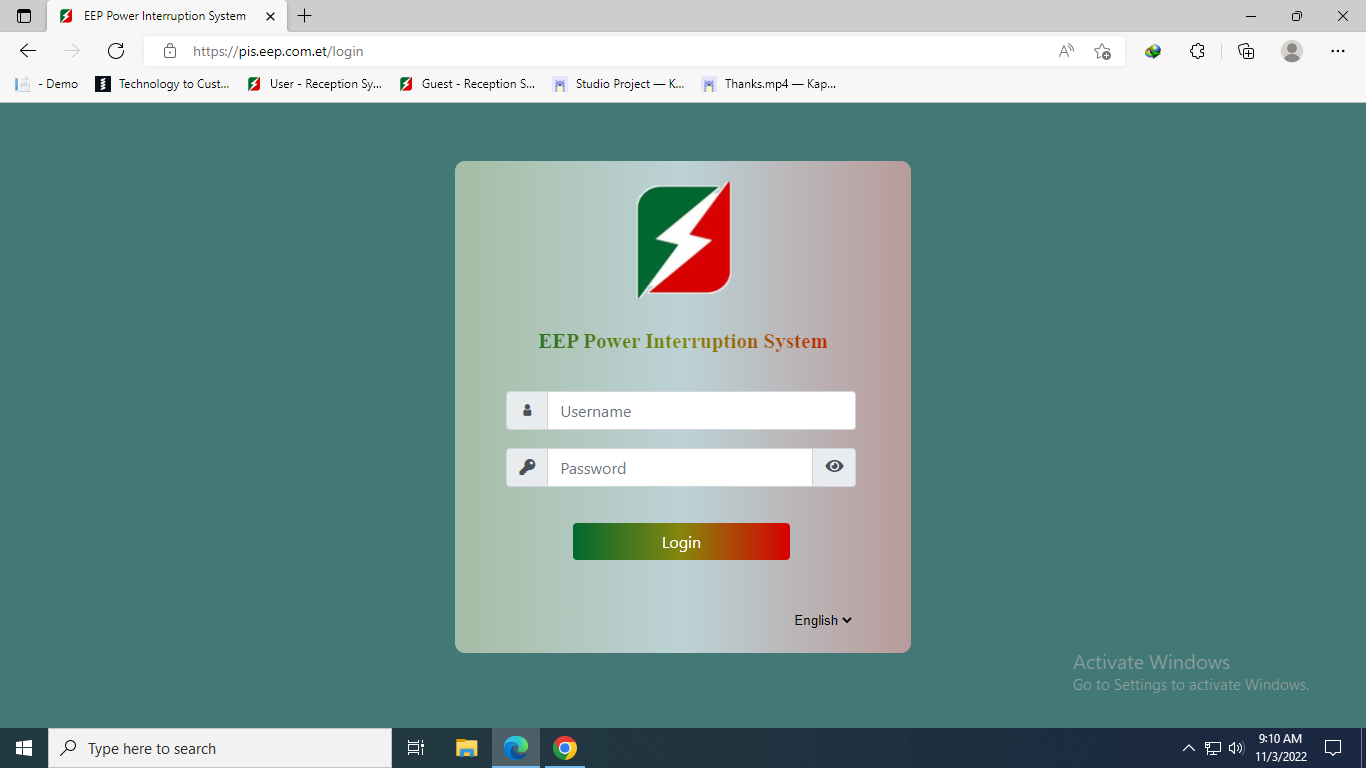 EEP Power Interruption System
https://pis.eep.com.et/login
- Demo
Technology to Cust...
User - Reception Sy...
Guest - Reception S...
Studio Project — K...
Thanks.mp4 — Kap...
EEP Power Interruption System
Username
Password
Login
English
Activate Windows
Go to Settings to activate Windows.
Type here to search
9:10 AM
11/3/2022